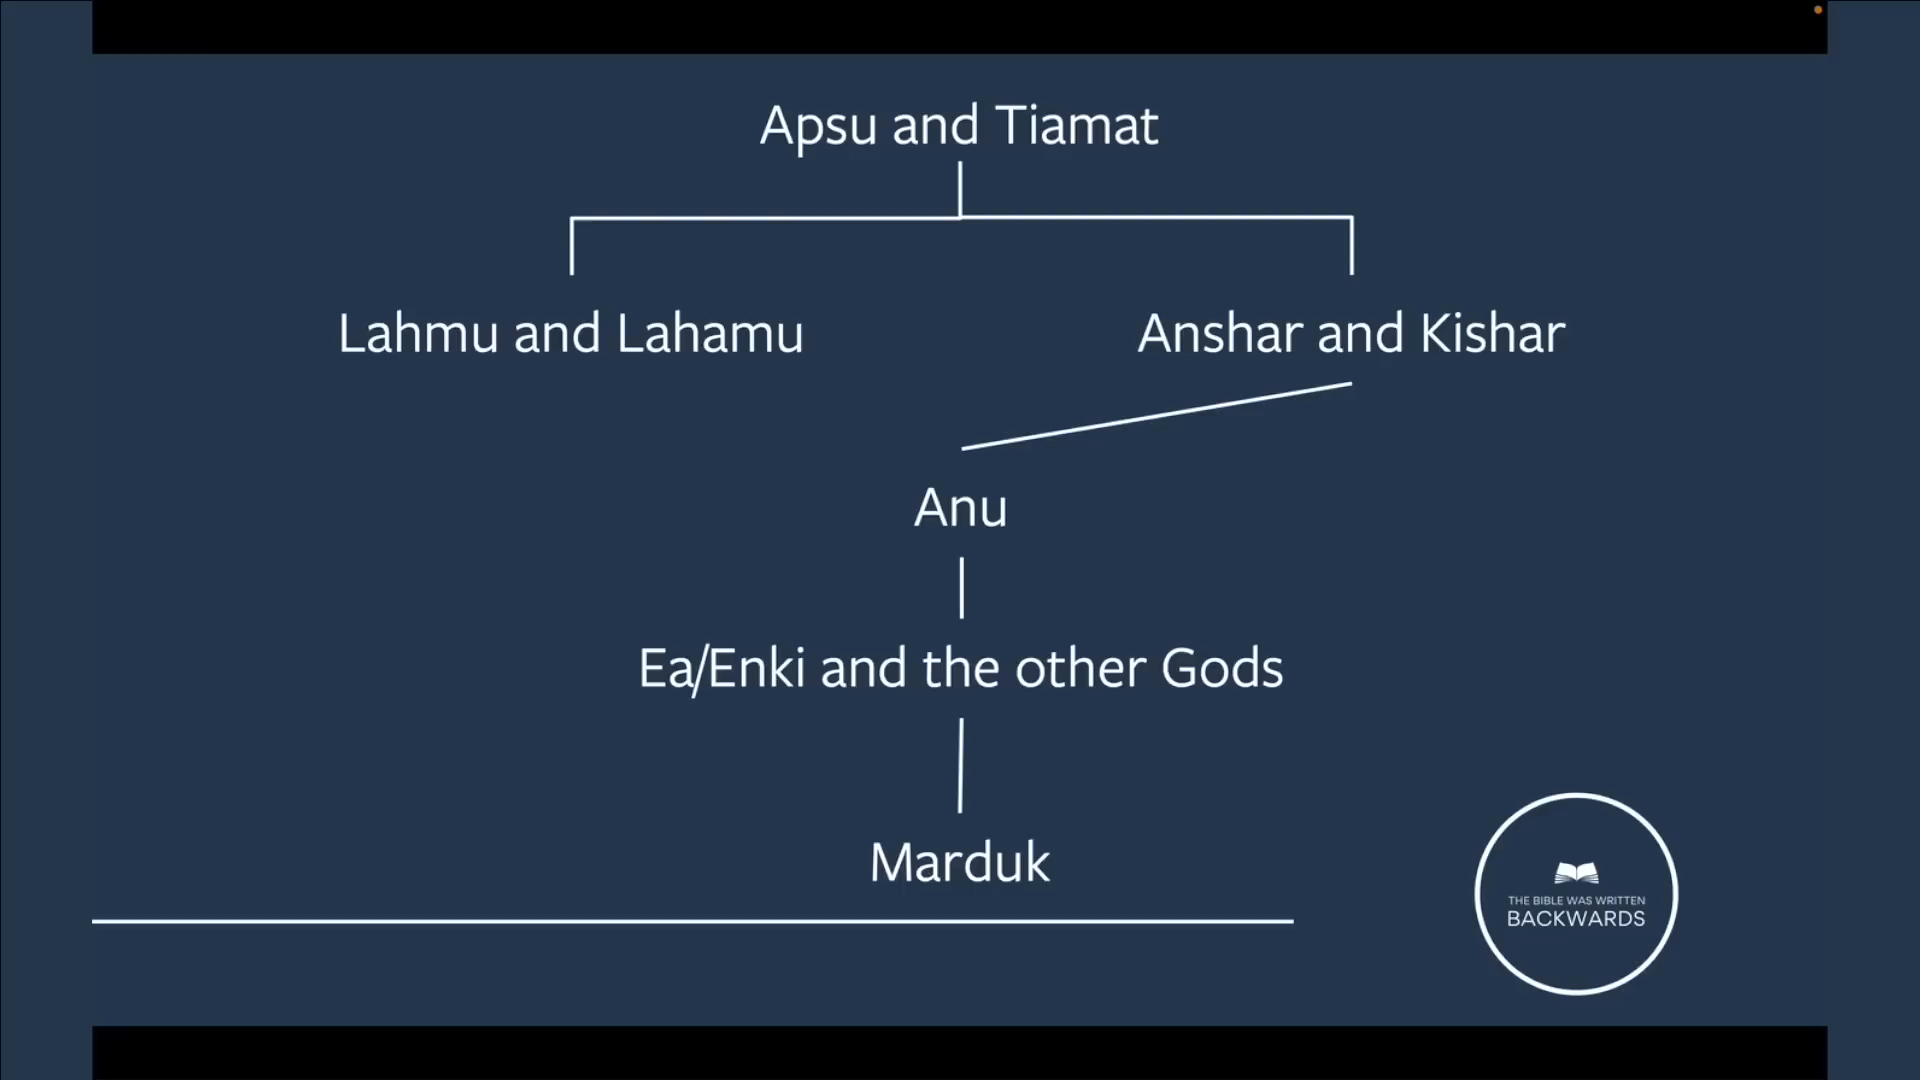 Apsu and Tiamat
Lahmu and Lahamu
Anshar and Kishar
Anu
Ea/Enki and the other Gods
Marduk
THE BIBLE WAS WRITTEN
BACKWARDS